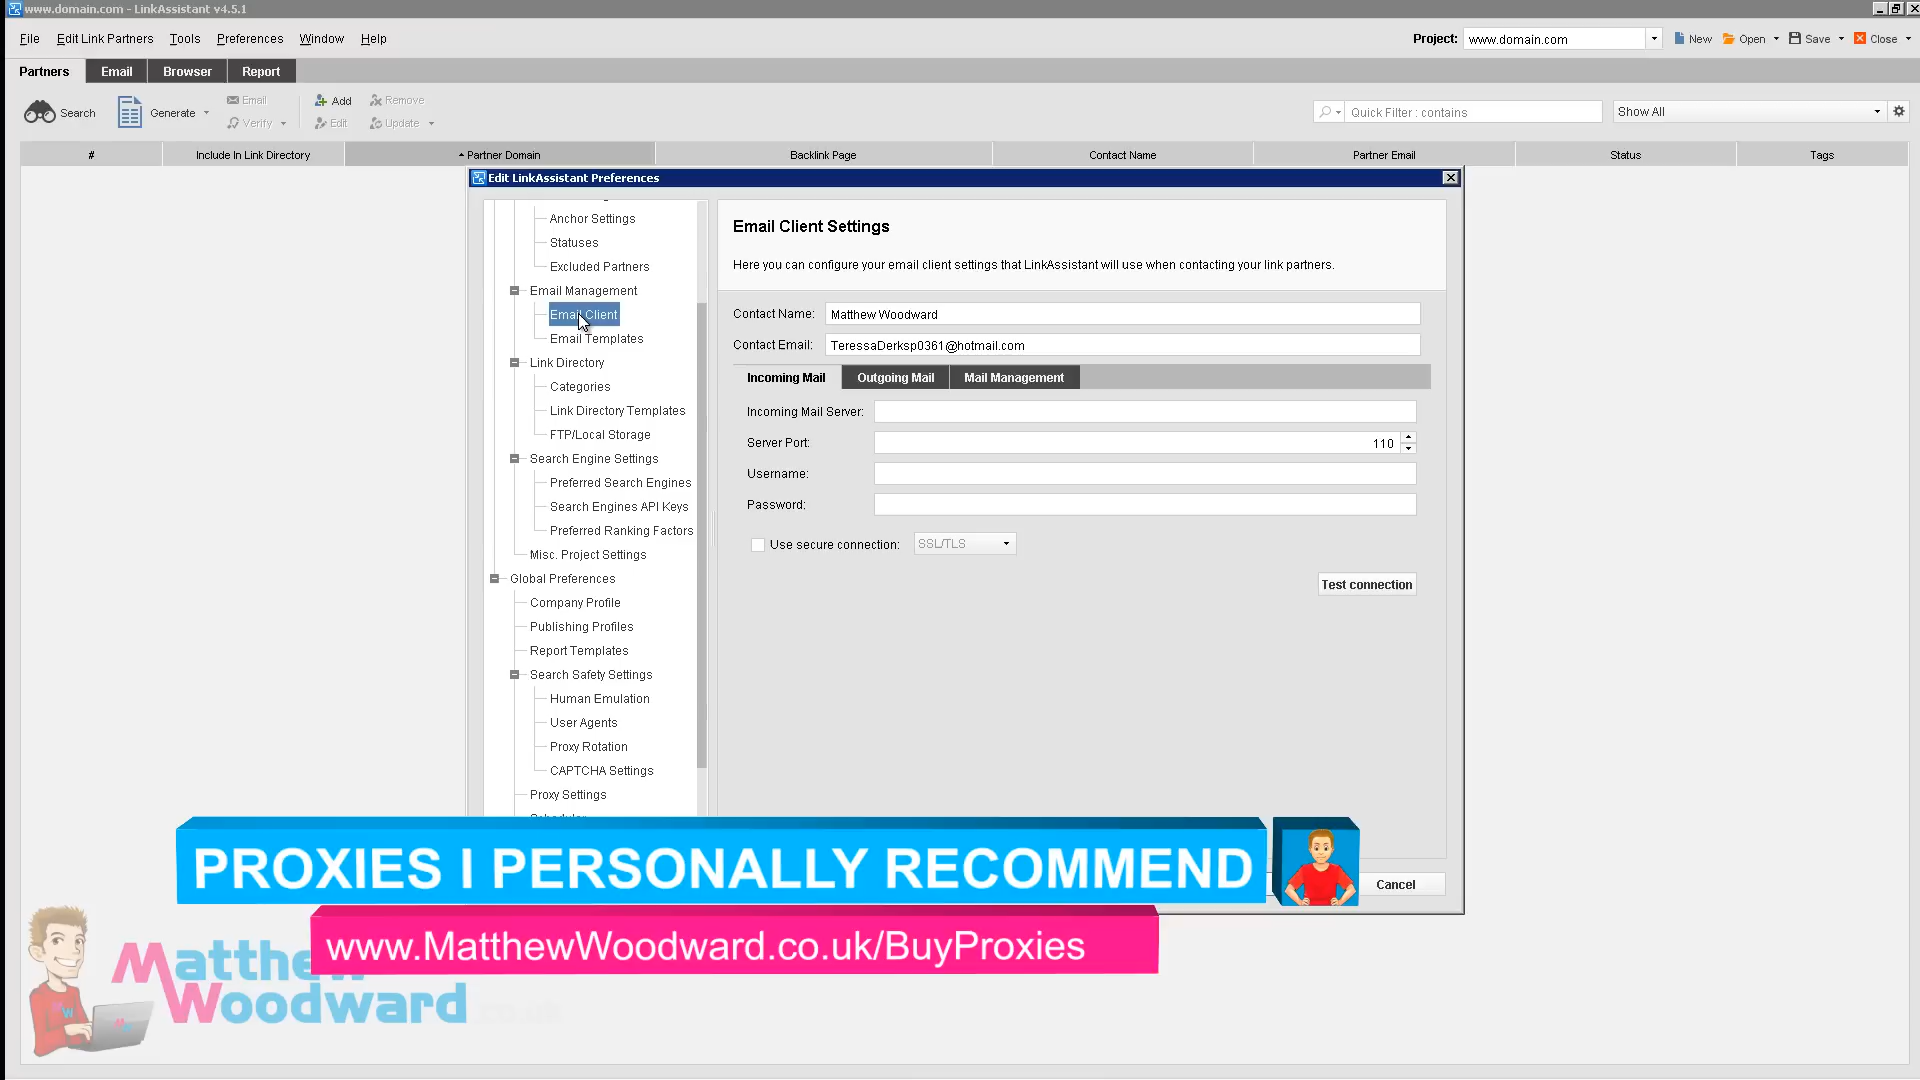 www.domain.com - LinkAssistant v4.5.1
File Edit Link Partners Tools Preferences Window Help
Project: www.domain.com New Open Save Close
Partners Email Browser Report
Search Generate Email Verify Add Edit Remove Update
Quick Filter : contains Show All
# Include In Link Directory Partner Domain Backlink Page Contact Name Partner Email Status Tags
Edit LinkAssistant Preferences
Anchor Settings
Statuses
Excluded Partners
Email Management
Email Client
Email Templates
Link Directory
Categories
Link Directory Templates
FTP/Local Storage
Search Engine Settings
Preferred Search Engines
Search Engines API Keys
Preferred Ranking Factors
Misc. Project Settings
Global Preferences
Company Profile
Publishing Profiles
Report Templates
Search Safety Settings
Human Emulation
User Agents
Proxy Rotation
CAPTCHA Settings
Proxy Settings
Email Client Settings
Here you can configure your email client settings that LinkAssistant will use when contacting your link partners.
Contact Name: Matthew Woodward
Contact Email: TeressaDerksp0361@hotmail.com
Incoming Mail Outgoing Mail Mail Management
Incoming Mail Server:
Server Port: 110
Username:
Password:
Use secure connection: SSL/TLS
Test connection
Cancel
PROXIES I PERSONALLY RECOMMEND
www.MatthewWoodward.co.uk/BuyProxies
Matthew
Woodward